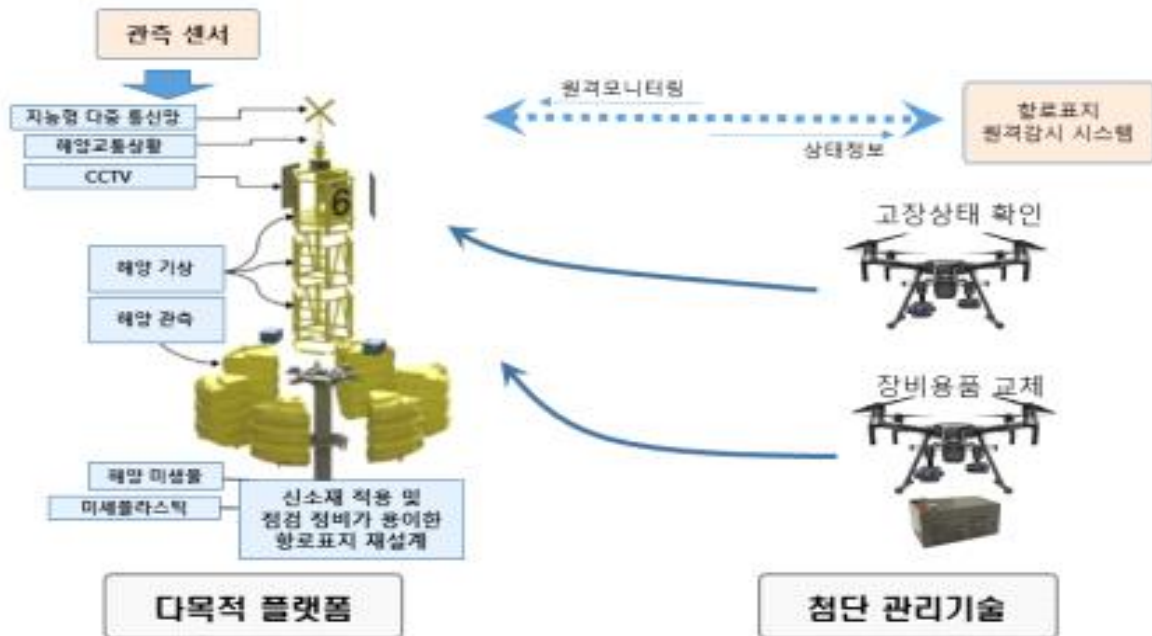 관측 센서
지능형 다중 통신망
해양교통상황
CCTV
6
해양 기상
해양 관측
해양 미생물
미세플라스틱
신소재 적용 및
점검 정비가 용이한
항로표지 재설계
다목적 플랫폼
원격모니터링
상태정보
항로표지
원격감시 시스템
고장상태 확인
장비용품 교체
첨단 관리기술